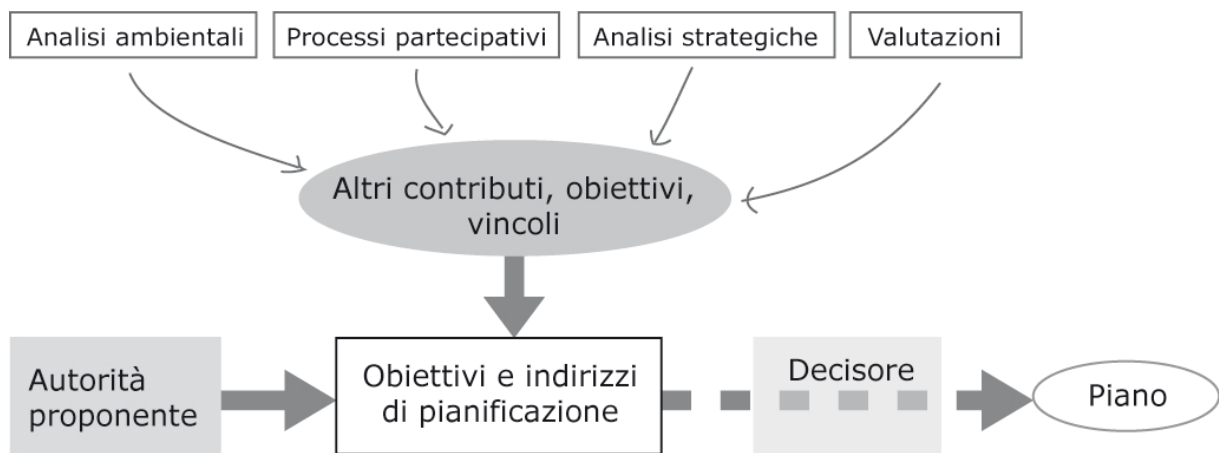 Analisi ambientali
Processi partecipativi
Analisi strategiche
Valutazioni
Altri contributi, obiettivi,
vincoli
Autorità
proponente
Obiettivi e indirizzi
di pianificazione
Decisore
Piano